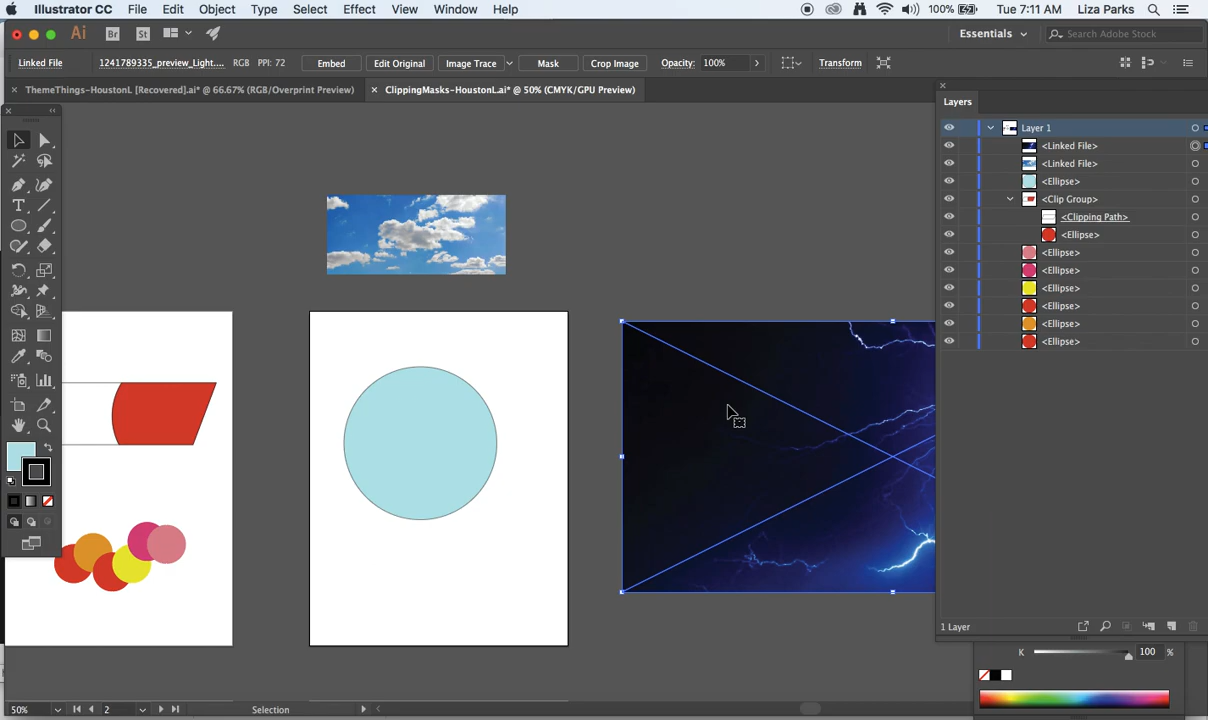 Illustrator CC File Edit Object Type Select Effect View Window Help 100% Tue 7:11 AM Liza Parks
Ai Br St Essentials Search Adobe Stock
Linked File 1241789335_preview_Light.... RGB PPI: 72 Embed Edit Original Image Trace Mask Crop Image Opacity: 100% Transform
× ThemeThings-HoustonL [Recovered].ai* @ 66.67% (RGB/Overprint Preview) × ClippingMasks-HoustonL.ai* @ 50% (CMYK/GPU Preview)
Layers
Layer 1
<Linked File>
<Linked File>
<Ellipse>
<Clip Group>
<Clipping Path>
<Ellipse>
<Ellipse>
<Ellipse>
<Ellipse>
<Ellipse>
<Ellipse>
<Ellipse>
1 Layer
K 100 %
50% 2 Selection